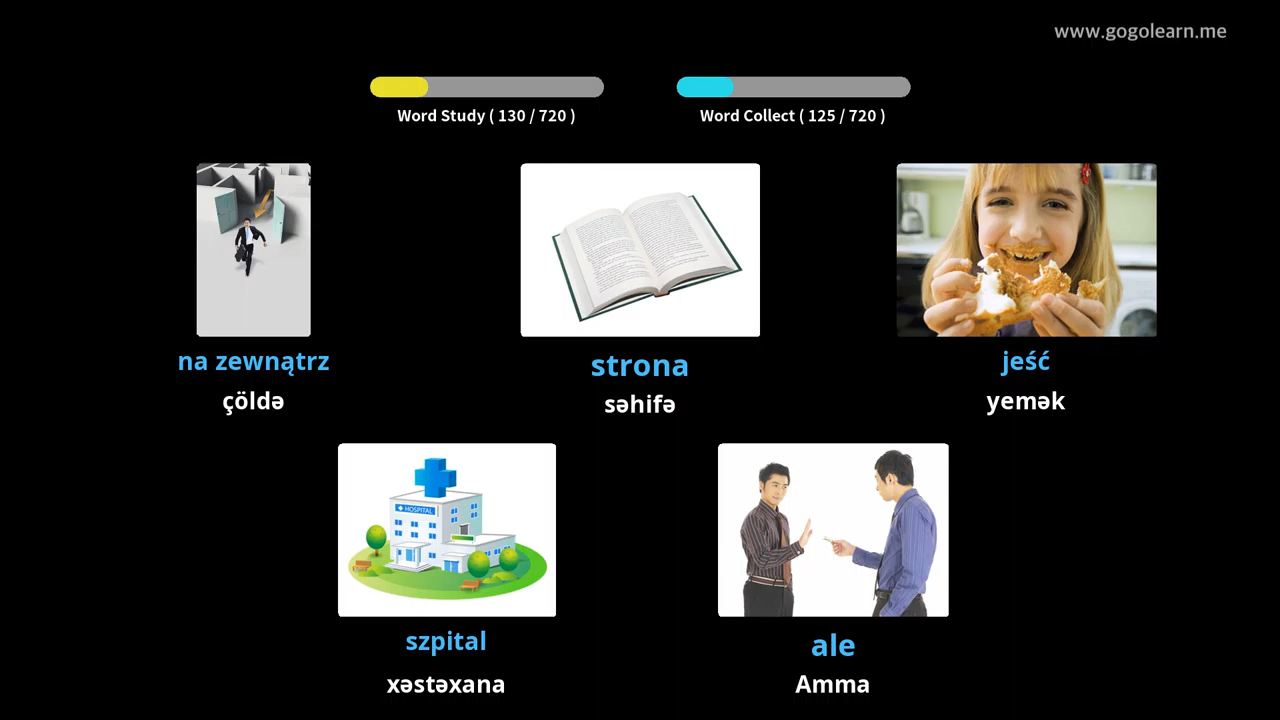 www.gogolearn.me
Word Study ( 130 / 720 )
Word Collect ( 125 / 720 )
na zewnątrz
çöldə
strona
səhifə
jeść
yemək
HOSPITAL
szpital
xəstəxana
ale
Amma